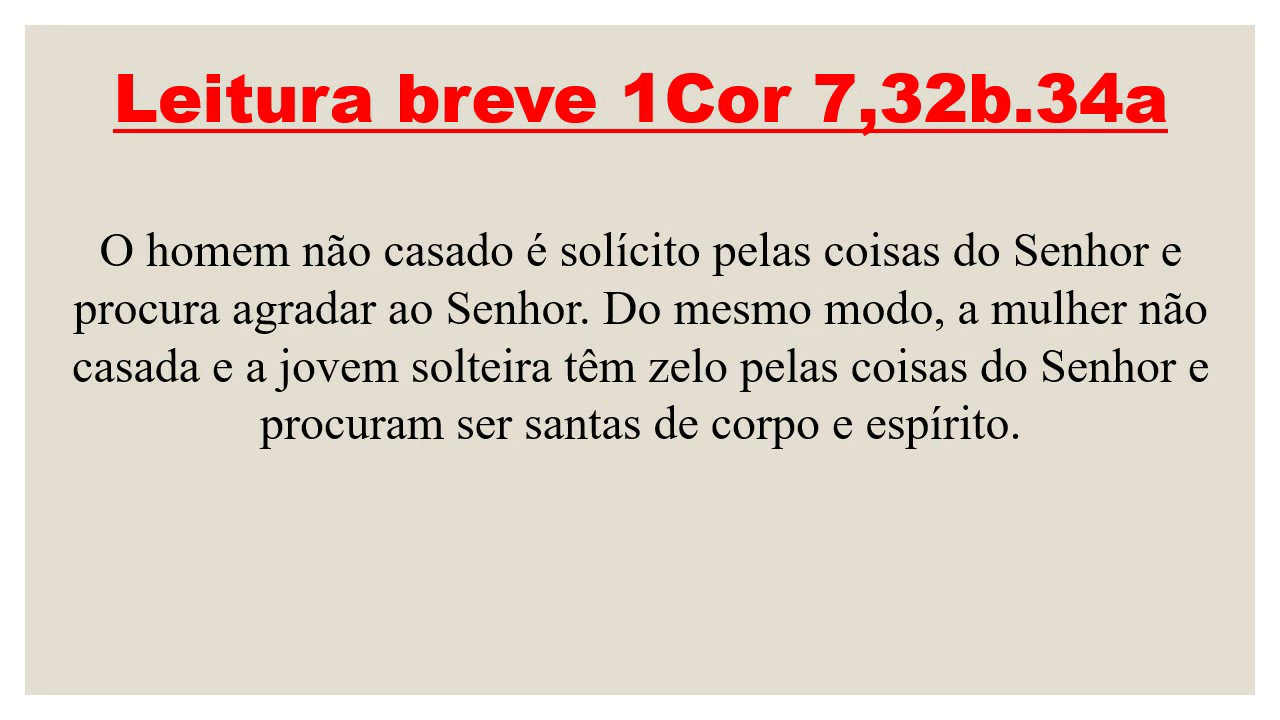 Leitura breve 1Cor 7,32b.34a
O homem não casado é solícito pelas coisas do Senhor e
procura agradar ao Senhor. Do mesmo modo, a mulher não
casada e a jovem solteira têm zelo pelas coisas do Senhor e
procuram ser santas de corpo e espírito.